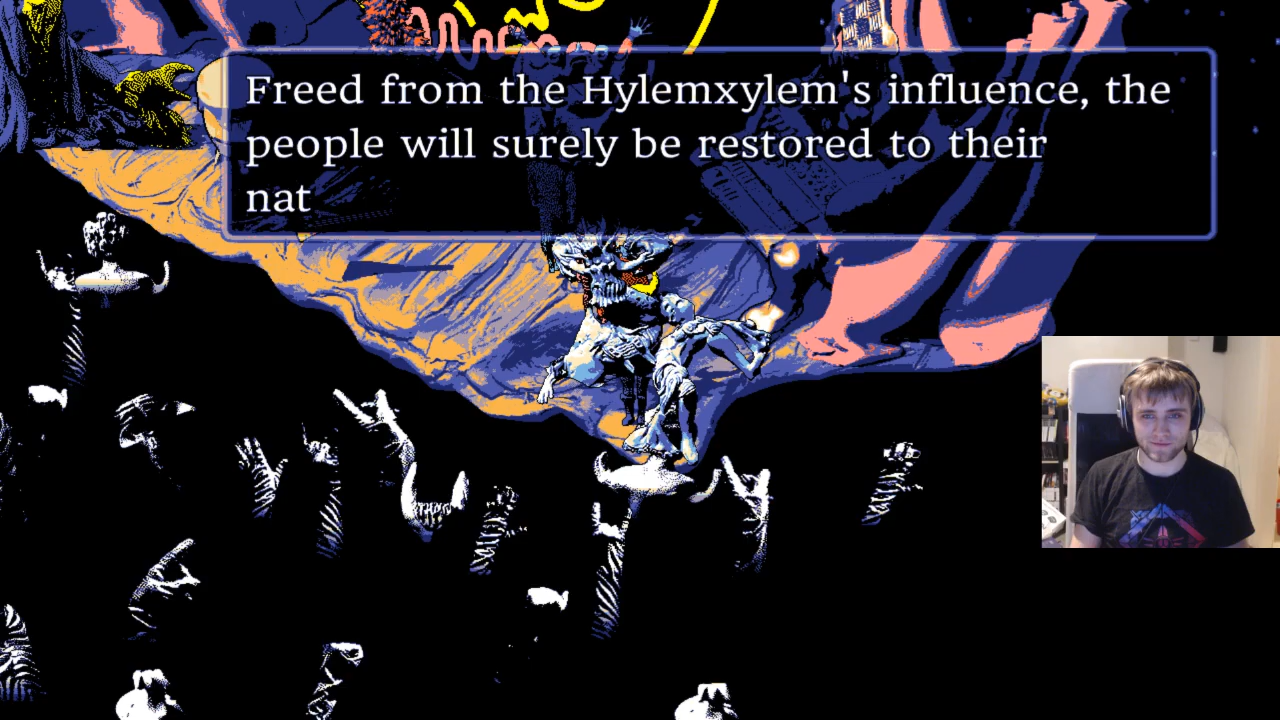 Freed from the Hylemxylem's influence, the
people will surely be restored to their
nat